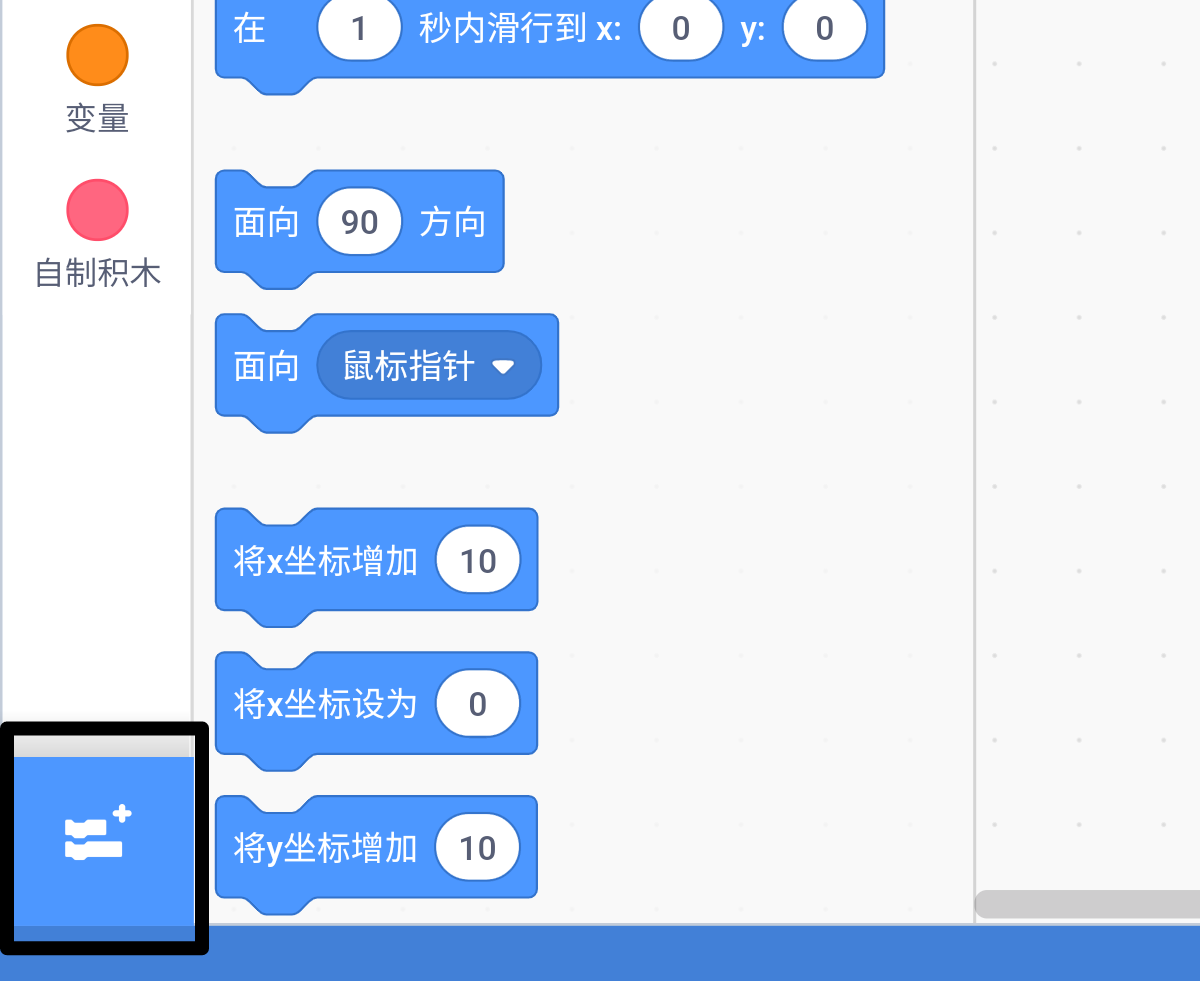 变量
自制积木
在 1 秒内滑行到 x: 0 y: 0
面向 90 方向
面向 鼠标指针
将x坐标增加 10
将x坐标设为 0
将y坐标增加 10